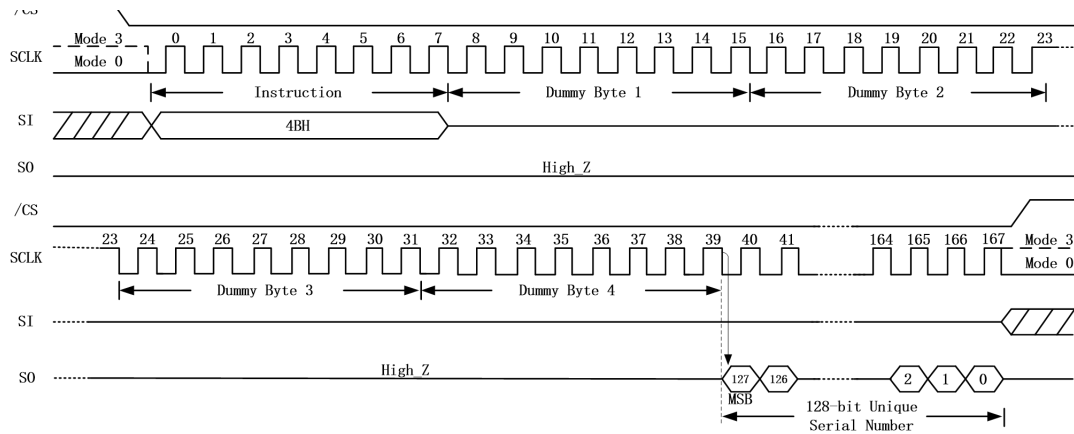 /CS
Mode 3 0 1 2 3 4 5 6 7 8 9 10 11 12 13 14 15 16 17 18 19 20 21 22 23
SCLK
Mode 0
Instruction Dummy Byte 1 Dummy Byte 2
SI
4BH
SO High_Z
/CS
23 24 25 26 27 28 29 30 31 32 33 34 35 36 37 38 39 40 41 164 165 166 167 Mode 3
SCLK
Mode 0
Dummy Byte 3 Dummy Byte 4
SI
SO High_Z 127 126 2 1 0
MSB
128-bit Unique
Serial Number